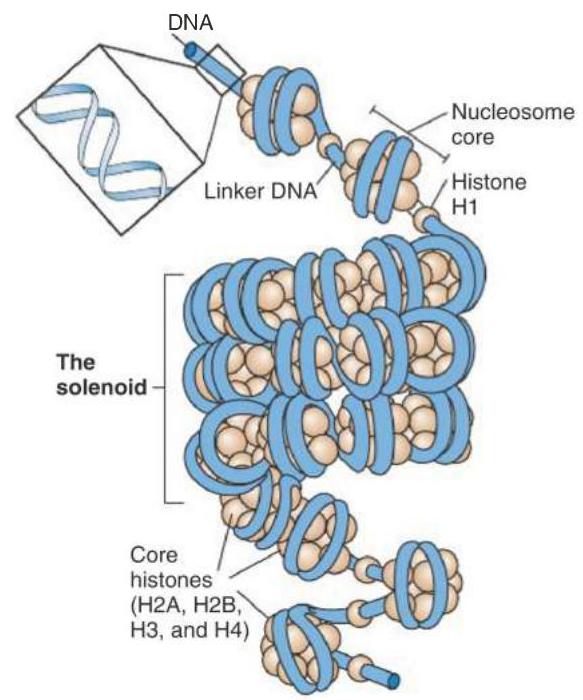 DNA
Nucleosome
core
Linker DNA
Histone
H1
The
solenoid
Core
histones
(H2A, H2B,
H3, and H4)